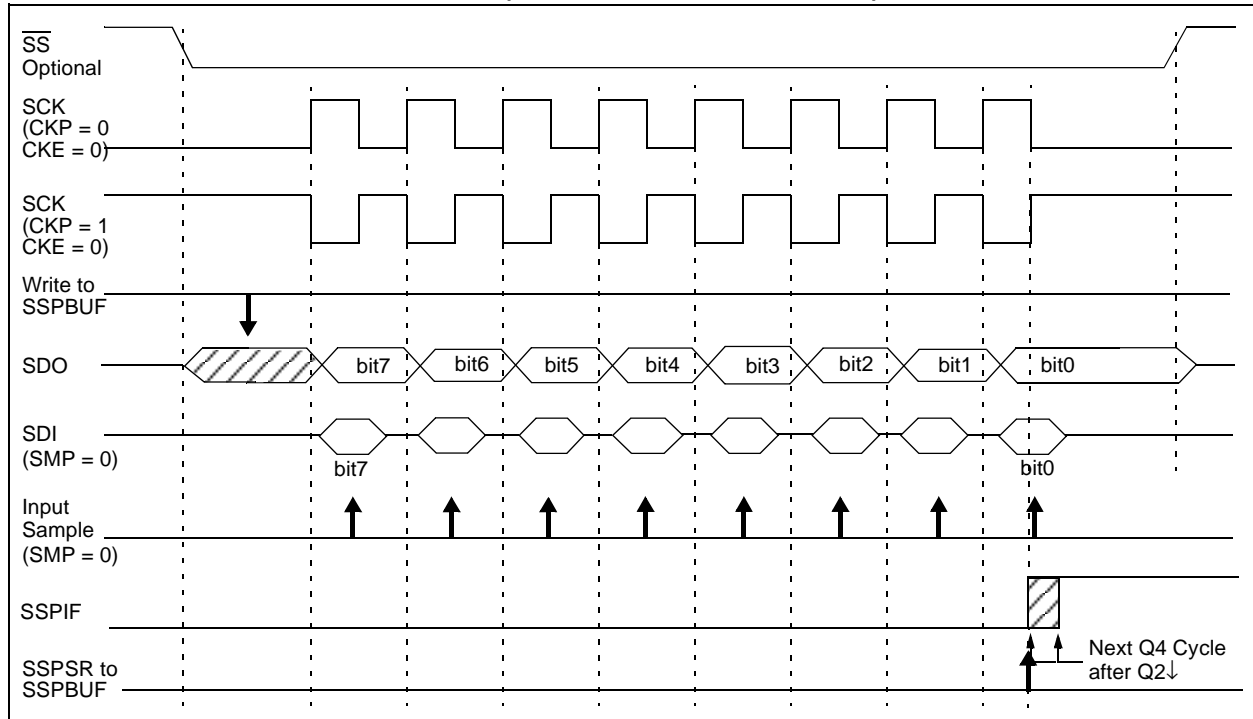 SS
Optional
SCK
(CKP = 0
CKE = 0)
SCK
(CKP = 1
CKE = 0)
Write to
SSPBUF
SDO
bit7 bit6 bit5 bit4 bit3 bit2 bit1 bit0
SDI
(SMP = 0)
bit7 bit0
Input
Sample
(SMP = 0)
SSPIF
Next Q4 Cycle
after Q2↓
SSPSR to
SSPBUF